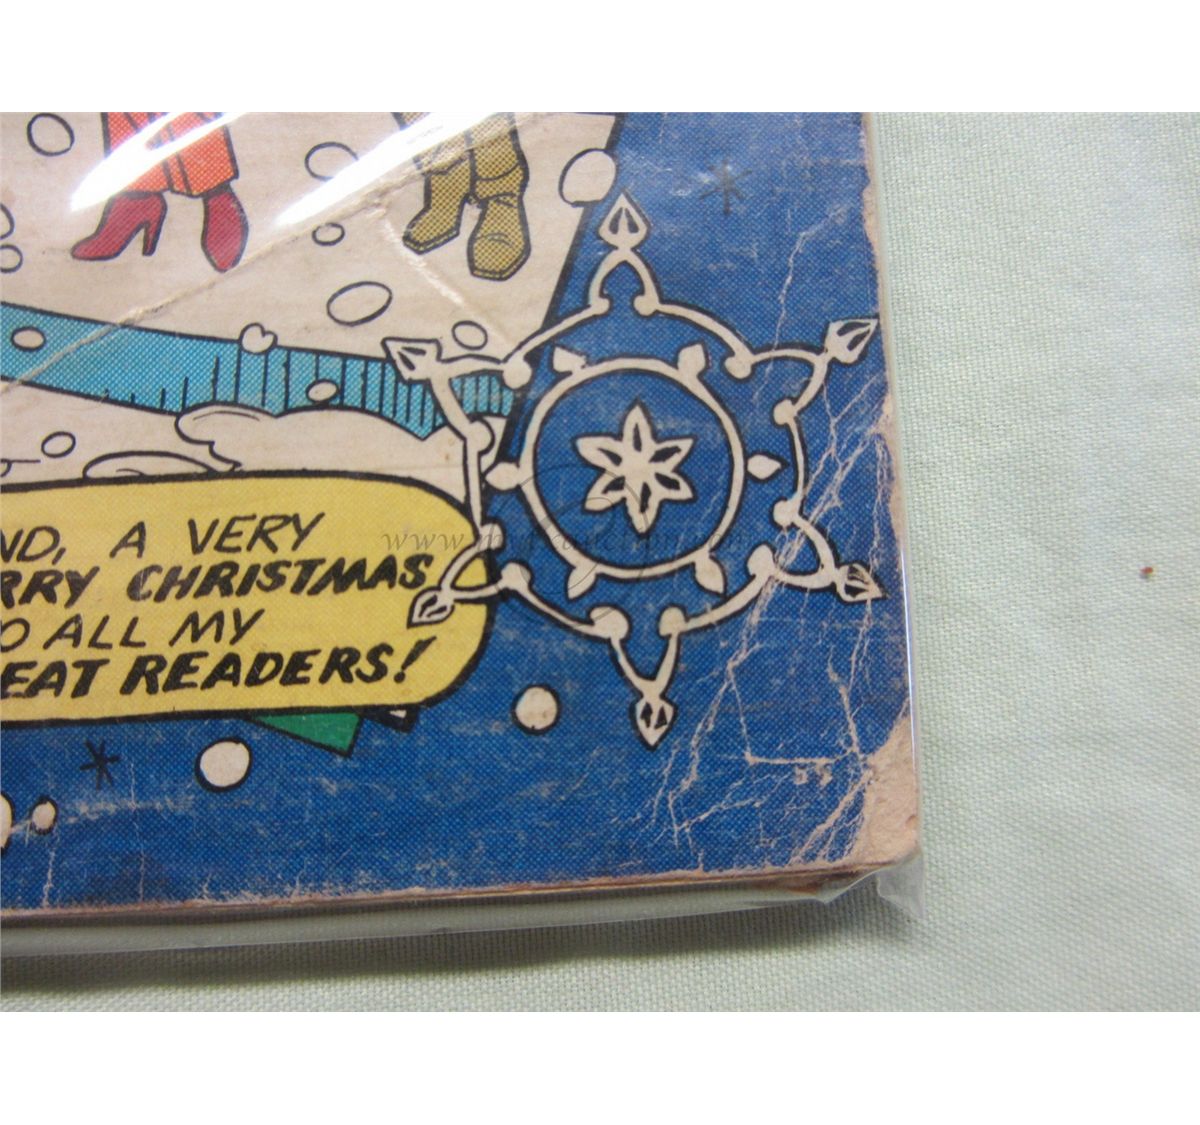 ND, A VERY
RRY CHRISTMAS
O ALL MY
EAT READERS!